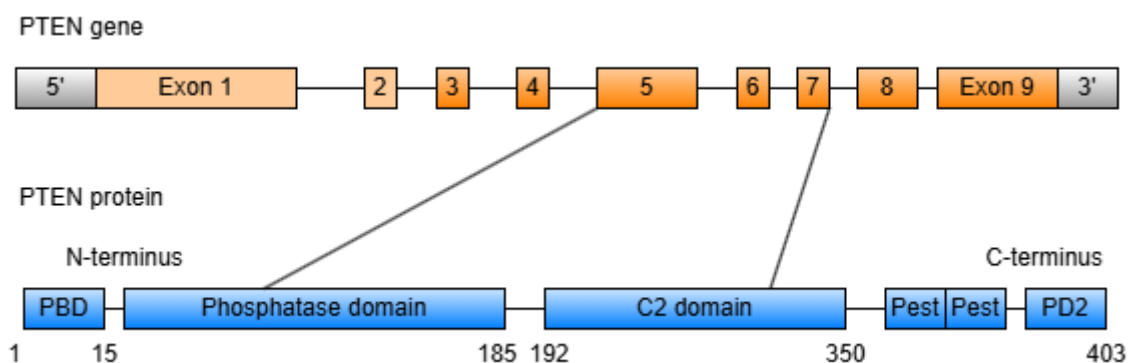 PTEN gene
5' Exon 1 2 3 4 5 6 7 8 Exon 9 3'
PTEN protein
N-terminus C-terminus
PBD Phosphatase domain C2 domain Pest Pest PD2
1 15 185 192 350 403